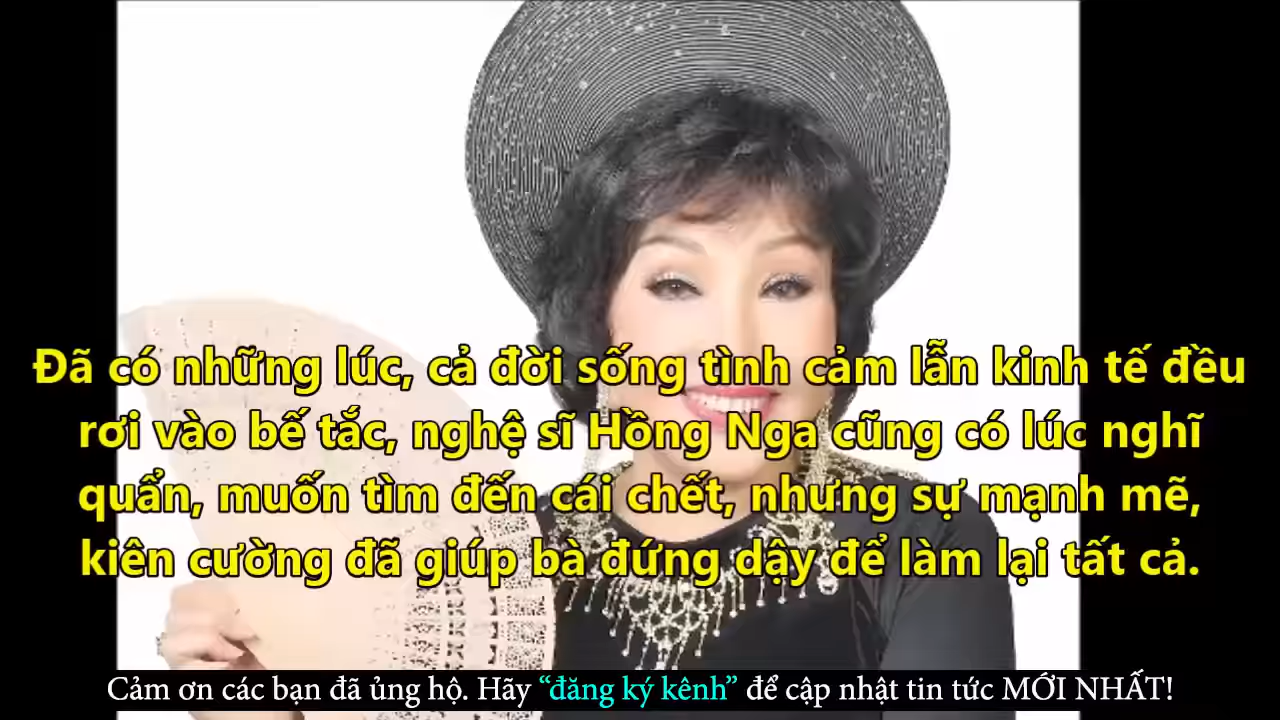 Đã có những lúc, cả đời sống tình cảm lẫn kinh tế đều
rơi vào bế tắc, nghệ sĩ Hồng Nga cũng có lúc nghĩ
quẩn, muốn tìm đến cái chết, nhưng sự mạnh mẽ,
kiên cường đã giúp bà đứng dậy để làm lại tất cả.
Cảm ơn các bạn đã ủng hộ. Hãy “đăng ký kênh” để cập nhật tin tức MỚI NHẤT!